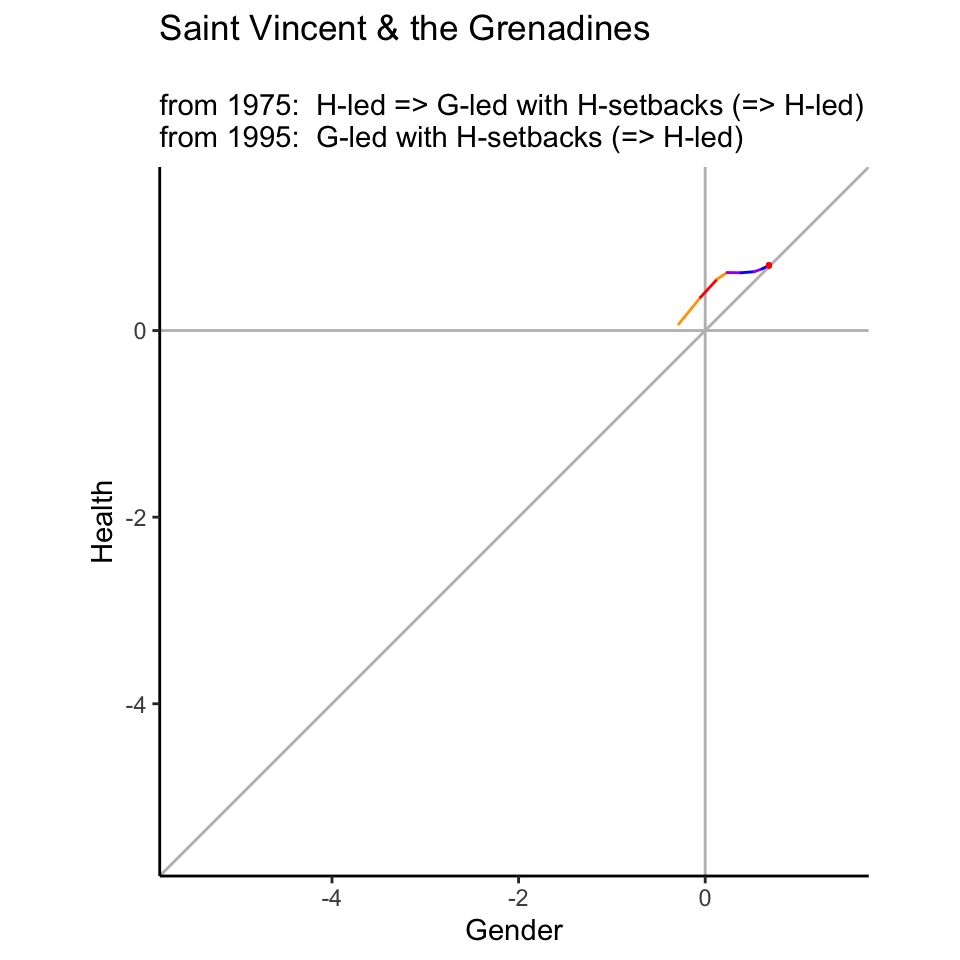 Saint Vincent & the Grenadines
from 1975:  H-led => G-led with H-setbacks (=> H-led)
from 1995:  G-led with H-setbacks (=> H-led)
0
-2
-4
Health
-4
-2
0
Gender